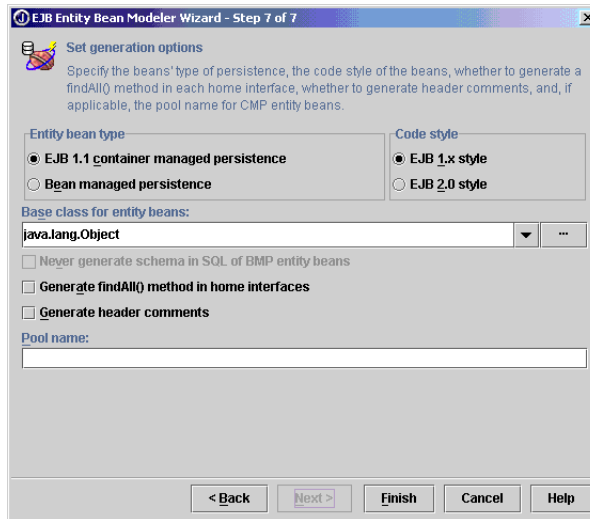 EJB Entity Bean Modeler Wizard - Step 7 of 7
Set generation options
Specify the beans' type of persistence, the code style of the beans, whether to generate a
findAll() method in each home interface, whether to generate header comments, and, if
applicable, the pool name for CMP entity beans.
Entity bean type
EJB 1.1 container managed persistence
Bean managed persistence
Code style
EJB 1.x style
EJB 2.0 style
Base class for entity beans:
java.lang.Object
...
Never generate schema in SQL of BMP entity beans
Generate findAll() method in home interfaces
Generate header comments
Pool name:
< Back Next > Finish Cancel Help